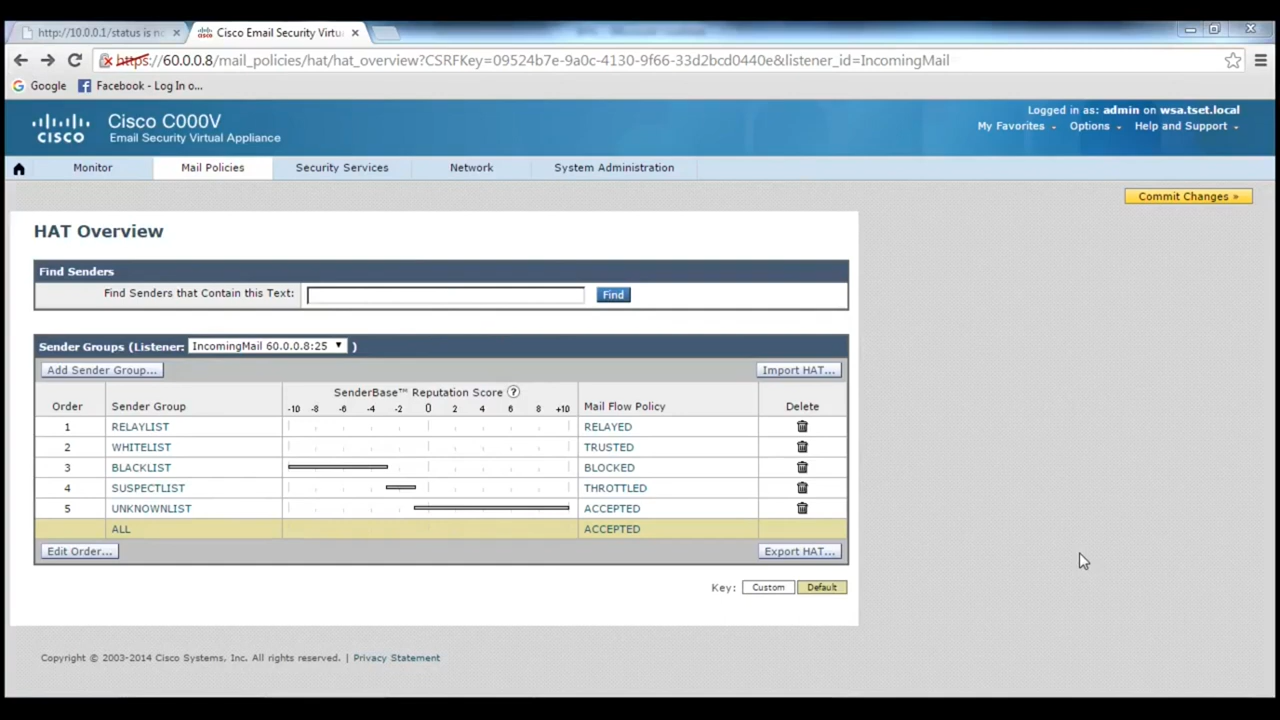 http://10.0.0.1/status is no
Cisco Email Security Virtu
https://60.0.0.8/mail_policies/hat/hat_overview?CSRFKey=09524b7e-9a0c-4130-9f66-33d2bcd0440e&listener_id=IncomingMail
Google Facebook - Log In o...
Logged in as: admin on wsa.tset.local
My Favorites Options Help and Support
CISCO
Cisco C000V
Email Security Virtual Appliance
Monitor Mail Policies Security Services Network System Administration
Commit Changes »
HAT Overview
Find Senders
Find Senders that Contain this Text: Find
Sender Groups (Listener: IncomingMail 60.0.0.8:25 )
Add Sender Group... Import HAT...
SenderBase™ Reputation Score ?
Order Sender Group -10 -8 -6 -4 -2 0 2 4 6 8 +10 Mail Flow Policy Delete
1 RELAYLIST RELAYED
2 WHITELIST TRUSTED
3 BLACKLIST BLOCKED
4 SUSPECTLIST THROTTLED
5 UNKNOWNLIST ACCEPTED
ALL ACCEPTED
Edit Order... Export HAT...
Key: Custom Default
Copyright © 2003-2014 Cisco Systems, Inc. All rights reserved. | Privacy Statement